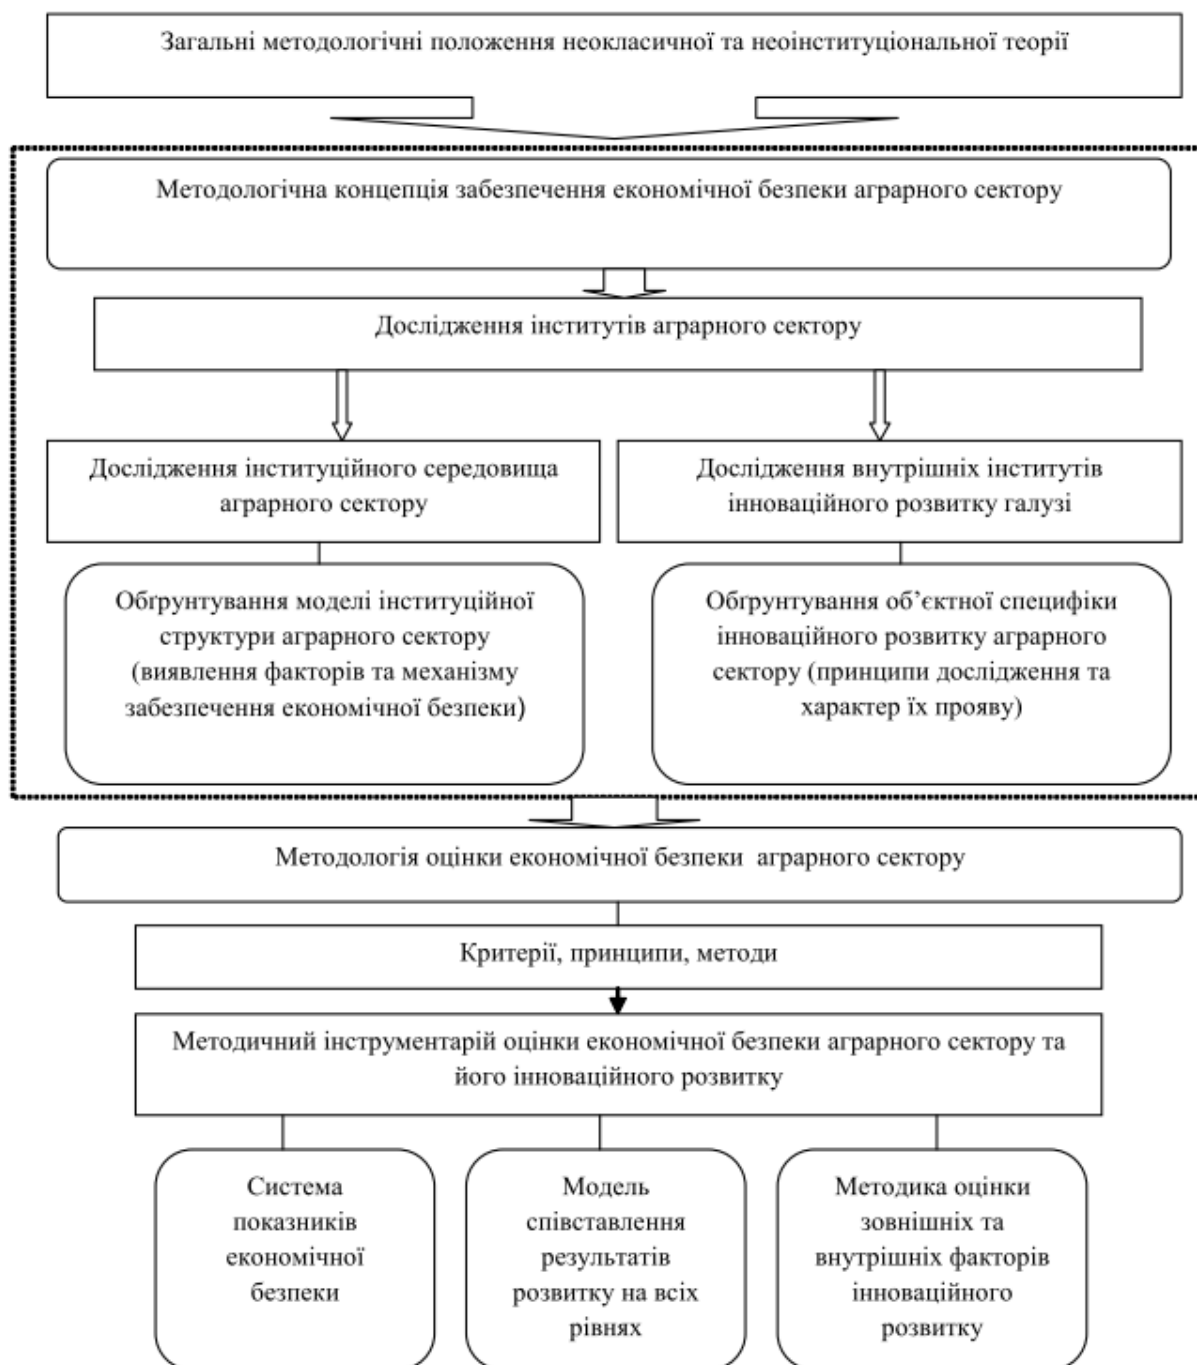 Загальні методологічні положення неокласичної та неоінституціональної теорії
Методологічна концепція забезпечення економічної безпеки аграрного сектору
Дослідження інститутів аграрного сектору
Дослідження інституційного середовища
аграрного сектору
Дослідження внутрішніх інститутів
інноваційного розвитку галузі
Обґрунтування моделі інституційної
структури аграрного сектору
(виявлення факторів та механізму
забезпечення економічної безпеки)
Обґрунтування об’єктної специфіки
інноваційного розвитку аграрного
сектору (принципи дослідження та
характер їх прояву)
Методологія оцінки економічної безпеки аграрного сектору
Критерії, принципи, методи
Методичний інструментарій оцінки економічної безпеки аграрного сектору та
його інноваційного розвитку
Система
показників
економічної
безпеки
Модель
співставлення
результатів
розвитку на всіх
рівнях
Методика оцінки
зовнішніх та
внутрішніх факторів
інноваційного
розвитку